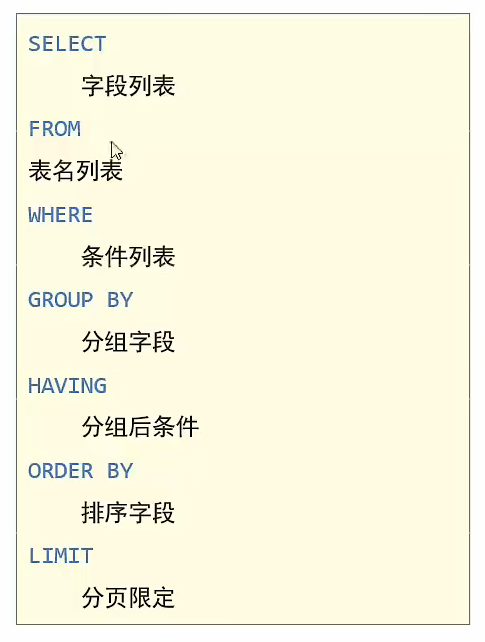 SELECT
字段列表
FROM
表名列表
WHERE
条件列表
GROUP BY
分组字段
HAVING
分组后条件
ORDER BY
排序字段
LIMIT
分页限定